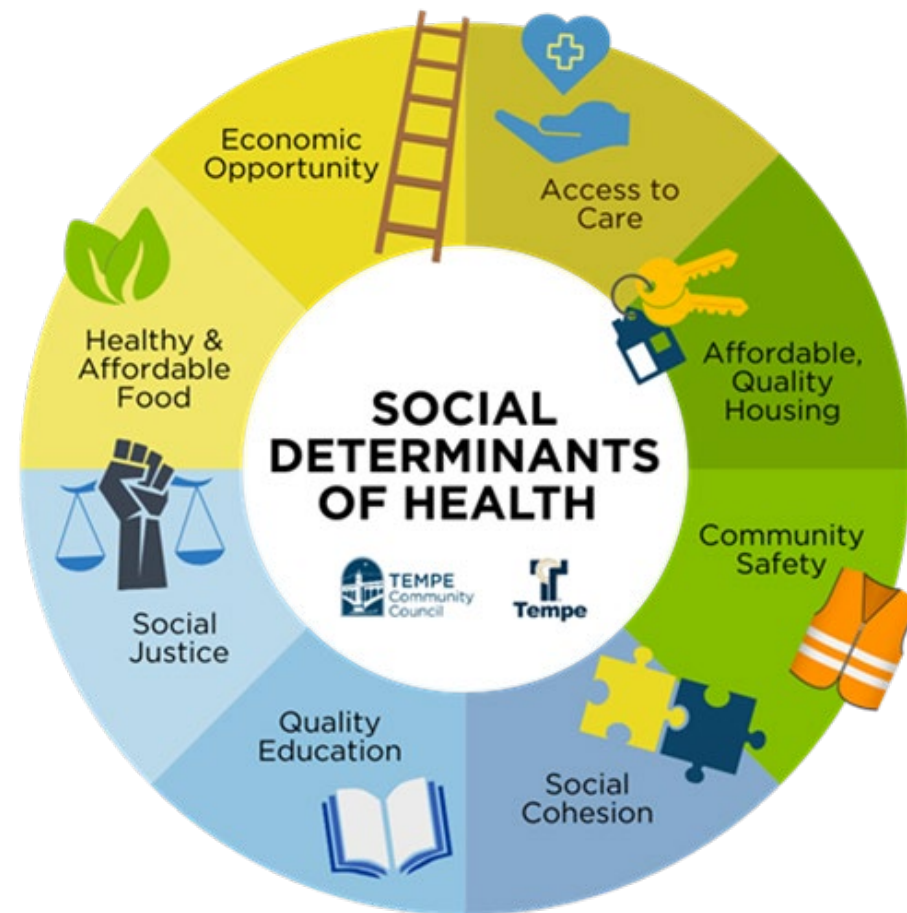 Economic
Opportunity
Access to
Care
Affordable,
Quality
Housing
Community
Safety
Social
Cohesion
Quality
Education
Social
Justice
Healthy &
Affordable
Food
SOCIAL
DETERMINANTS
OF HEALTH
TEMPE
Community
Council
T
Tempe